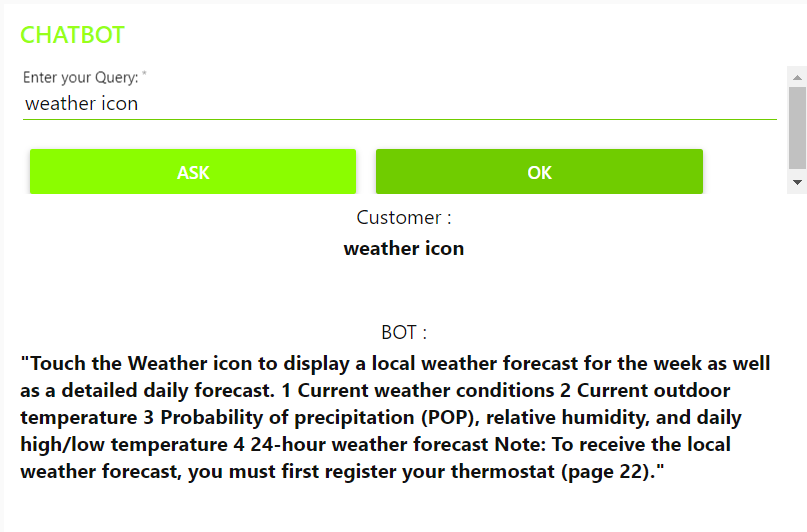 CHATBOT
Enter your Query: *
weather icon
ASK OK
Customer :
weather icon
BOT :
"Touch the Weather icon to display a local weather forecast for the week as well
as a detailed daily forecast. 1 Current weather conditions 2 Current outdoor
temperature 3 Probability of precipitation (POP), relative humidity, and daily
high/low temperature 4 24-hour weather forecast Note: To receive the local
weather forecast, you must first register your thermostat (page 22)."